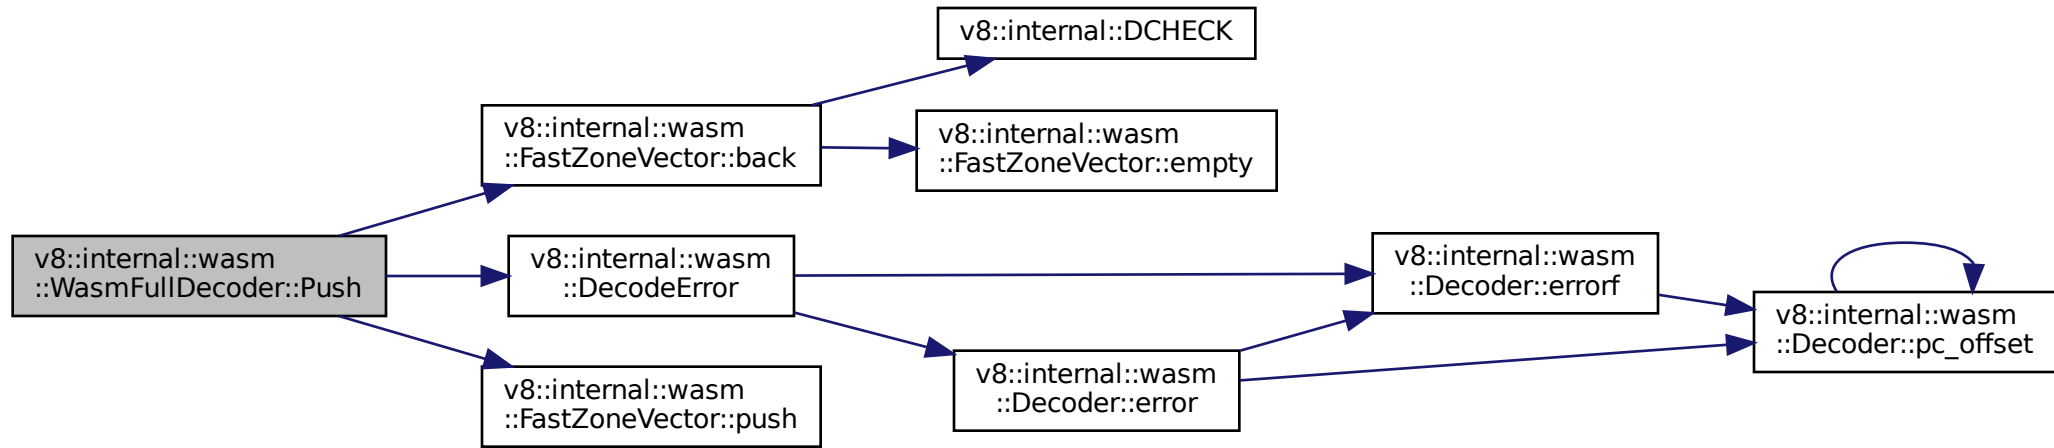 v8::internal::wasm
::WasmFullDecoder::Push
v8::internal::wasm
::FastZoneVector::back
v8::internal::DCHECK
v8::internal::wasm
::FastZoneVector::empty
v8::internal::wasm
::DecodeError
v8::internal::wasm
::Decoder::errorf
v8::internal::wasm
::Decoder::pc_offset
v8::internal::wasm
::Decoder::error
v8::internal::wasm
::FastZoneVector::push